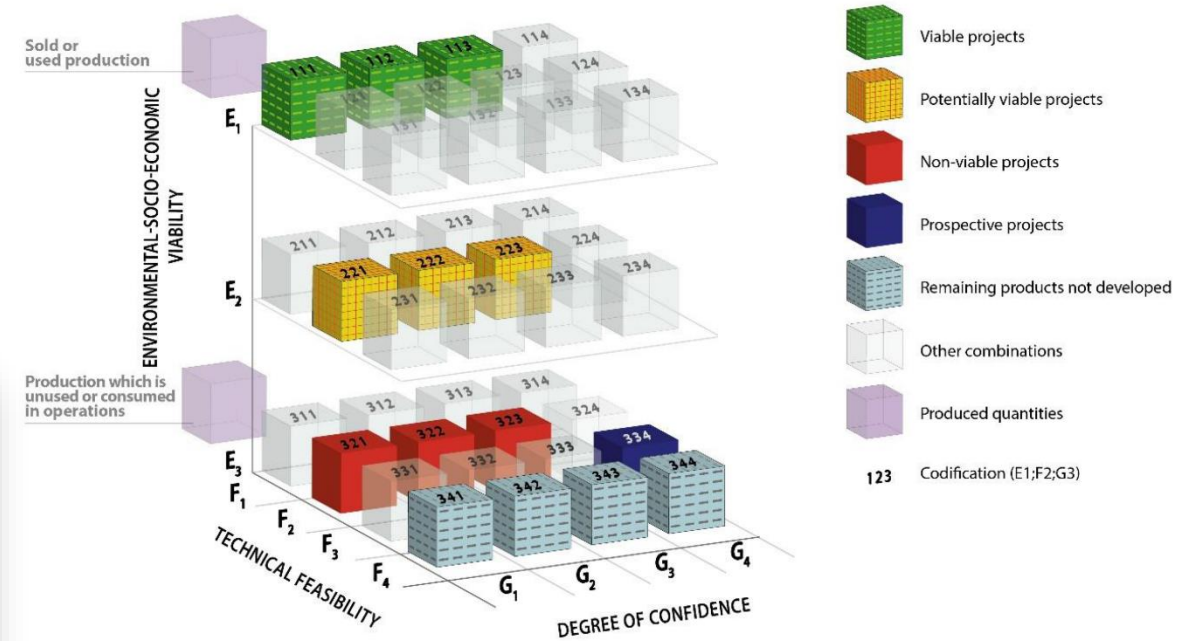 Sold or
used production
ENVIRONMENTAL-SOCIO-ECONOMIC
VIABILITY
E1
111
112
113
114
121
122
123
124
131
132
133
134
E2
211
212
213
214
221
222
223
224
231
232
233
234
Production which is
unused or consumed
in operations
E3
311
312
313
314
321
322
323
324
331
332
333
334
341
342
343
344
F1
F2
F3
F4
TECHNICAL FEASIBILITY
G1
G2
G3
G4
DEGREE OF CONFIDENCE
Viable projects
Potentially viable projects
Non-viable projects
Prospective projects
Remaining products not developed
Other combinations
Produced quantities
123 Codification (E1;F2;G3)